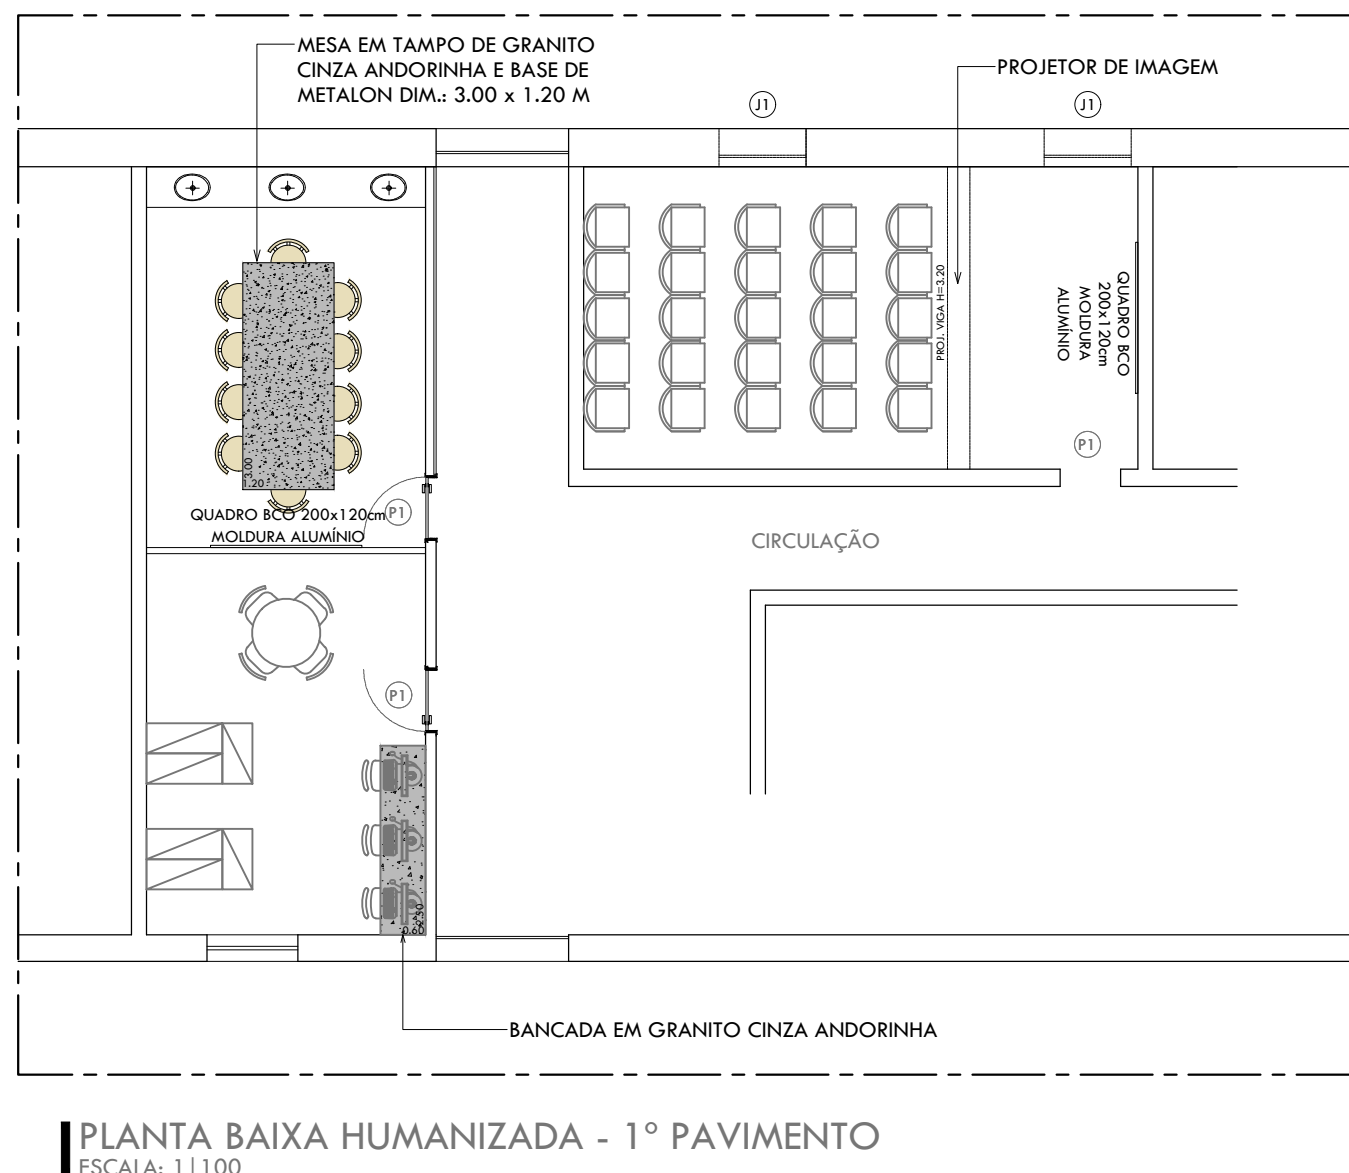 MESA EM TAMPO DE GRANITO
CINZA ANDORINHA E BASE DE
METALON DIM.: 3.00 x 1.20 M
PROJETOR DE IMAGEM
J1
J1
PROJ. VIGA H=3.20
QUADRO BCO
200x120cm
MOLDURA
ALUMÍNIO
P1
3.00
1.20
QUADRO BCO 200x120cm
MOLDURA ALUMÍNIO
P1
CIRCULAÇÃO
P1
2.50
0.60
BANCADA EM GRANITO CINZA ANDORINHA
PLANTA BAIXA HUMANIZADA - 1° PAVIMENTO
ESCALA: 1|100